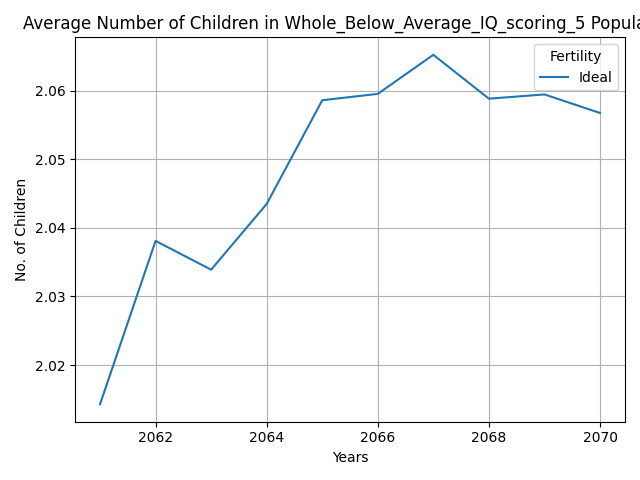 Average Number of Children in Whole_Below_Average_IQ_scoring_5 Popula
Fertility
Ideal
2.06
2.05
2.04
2.03
2.02
No. of Children
2062 2064 2066 2068 2070
Years